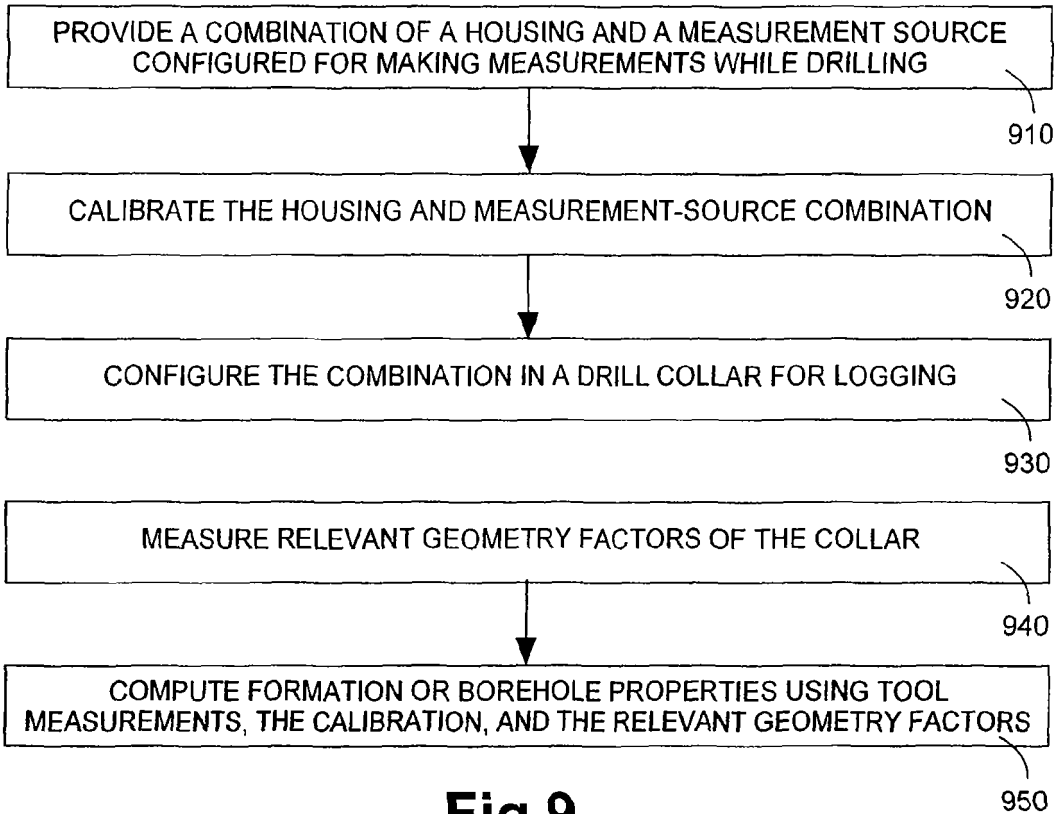 PROVIDE A COMBINATION OF A HOUSING AND A MEASUREMENT SOURCE
CONFIGURED FOR MAKING MEASUREMENTS WHILE DRILLING
910
CALIBRATE THE HOUSING AND MEASUREMENT-SOURCE COMBINATION
920
CONFIGURE THE COMBINATION IN A DRILL COLLAR FOR LOGGING
930
MEASURE RELEVANT GEOMETRY FACTORS OF THE COLLAR
940
COMPUTE FORMATION OR BOREHOLE PROPERTIES USING TOOL
MEASUREMENTS, THE CALIBRATION, AND THE RELEVANT GEOMETRY FACTORS
950
Fig 9